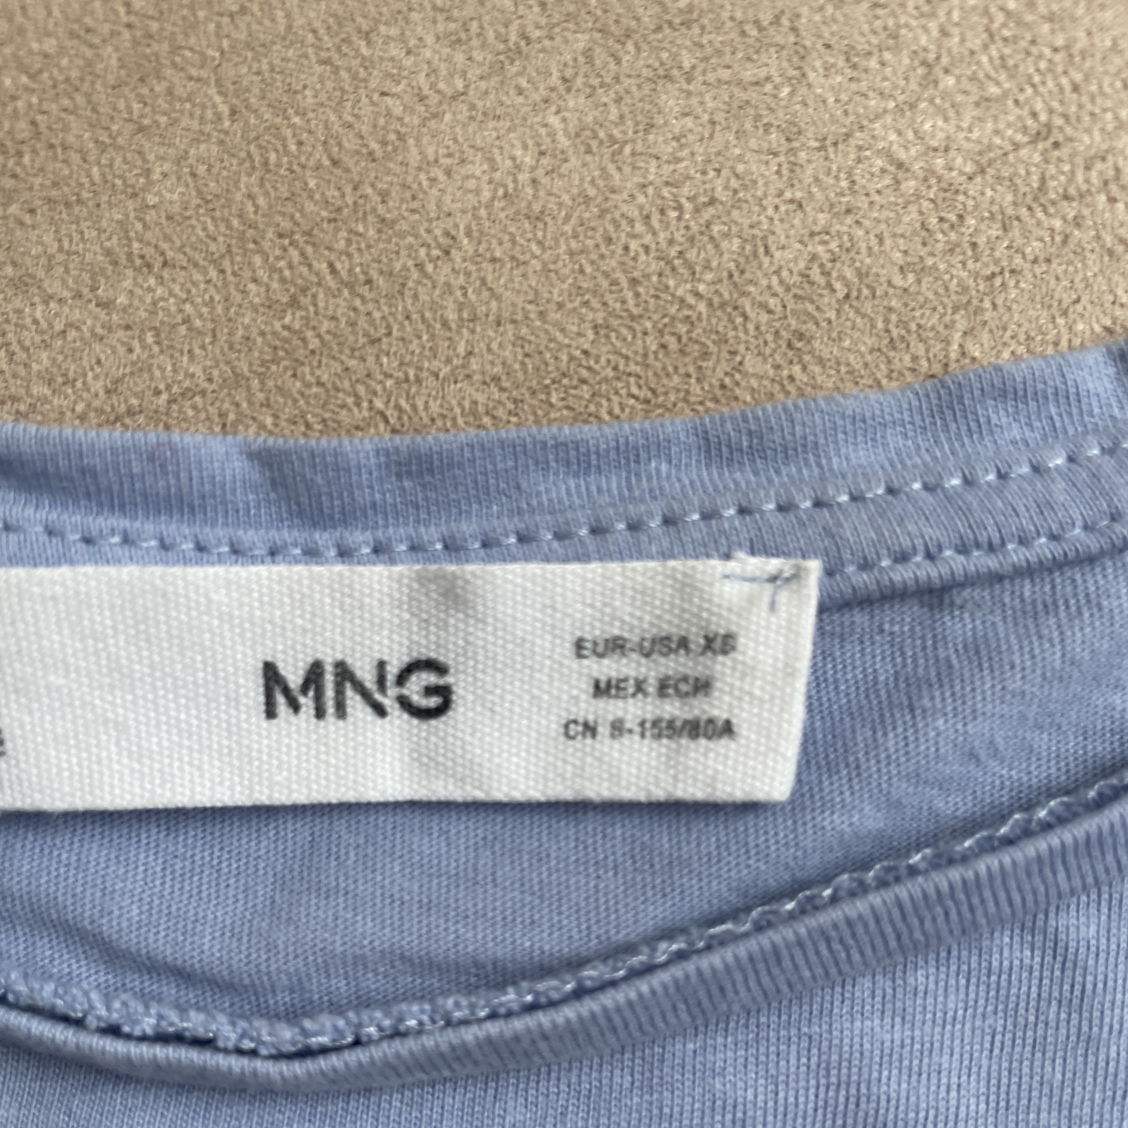 MNG
EUR-USA XS
MEX ECH
CN S-155/80A